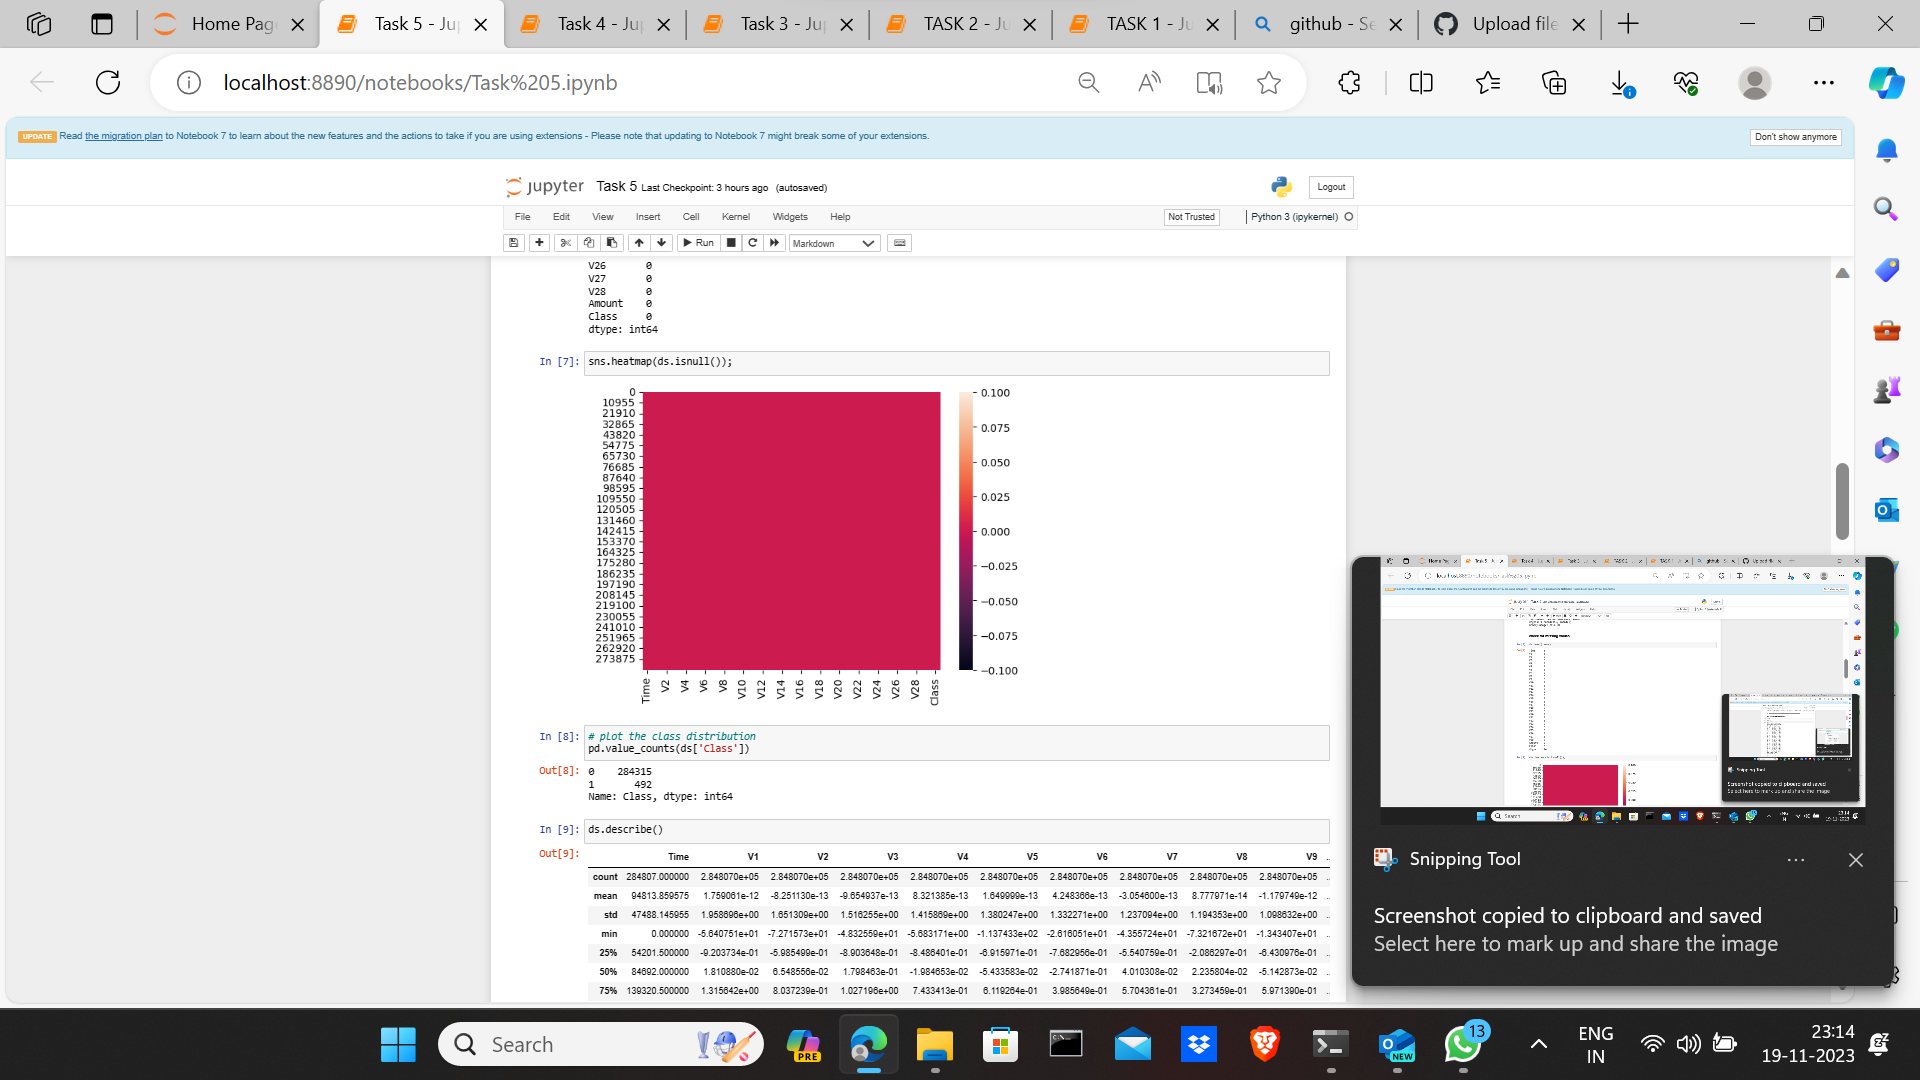 Home Pag
Task 5 - Ju
Task 4 - Ju
Task 3 - Ju
TASK 2 - Ju
TASK 1 - Ju
github - Se
Upload file
localhost:8890/notebooks/Task%205.ipynb
UPDATE Read the migration plan to Notebook 7 to learn about the new features and the actions to take if you are using extensions - Please note that updating to Notebook 7 might break some of your extensions.
Don't show anymore
jupyter Task 5 Last Checkpoint: 3 hours ago (autosaved)
Logout
File Edit View Insert Cell Kernel Widgets Help
Not Trusted
Python 3 (ipykernel)
Run
Markdown
V26 0
V27 0
V28 0
Amount 0
Class 0
dtype: int64
In [7]: sns.heatmap(ds.isnull());
0
10955
21910
32865
43820
54775
65730
76685
87640
98595
109550
120505
131460
142415
153370
164325
175280
186235
197190
208145
219100
230055
241010
251965
262920
273875
Time V2 V4 V6 V8 V10 V12 V14 V16 V18 V20 V22 V24 V26 V28 Class
0.100
0.075
0.050
0.025
0.000
−0.025
−0.050
−0.075
−0.100
In [8]: # plot the class distribution
pd.value_counts(ds['Class'])
Out[8]: 0 284315
1 492
Name: Class, dtype: int64
In [9]: ds.describe()
Out[9]:
Time V1 V2 V3 V4 V5 V6 V7 V8 V9 ..
count 284807.000000 2.848070e+05 2.848070e+05 2.848070e+05 2.848070e+05 2.848070e+05 2.848070e+05 2.848070e+05 2.848070e+05 2.848070e+05 ..
mean 94813.859575 1.759061e-12 -8.251130e-13 -9.654937e-13 8.321385e-13 1.649999e-13 4.248366e-13 -3.054600e-13 8.777971e-14 -1.179749e-12 ..
std 47488.145955 1.958696e+00 1.651309e+00 1.516255e+00 1.415869e+00 1.380247e+00 1.332271e+00 1.237094e+00 1.194353e+00 1.098632e+00 ..
min 0.000000 -5.640751e+01 -7.271573e+01 -4.832559e+01 -5.683171e+00 -1.137433e+02 -2.616051e+01 -4.355724e+01 -7.321672e+01 -1.343407e+01 ..
25% 54201.500000 -9.203734e-01 -5.985499e-01 -8.903648e-01 -8.486401e-01 -6.915971e-01 -7.682956e-01 -5.540759e-01 -2.086297e-01 -6.430976e-01 ..
50% 84692.000000 1.810880e-02 6.548556e-02 1.798463e-01 -1.984653e-02 -5.433583e-02 -2.741871e-01 4.010308e-02 2.235804e-02 -5.142873e-02 ..
75% 139320.500000 1.315642e+00 8.037239e-01 1.027196e+00 7.433413e-01 6.119264e-01 3.985649e-01 5.704361e-01 3.273459e-01 5.971390e-01 ..
Snipping Tool
Screenshot copied to clipboard and saved
Select here to mark up and share the image
Search
PRE
NEW
13
ENG
IN
23:14
19-11-2023